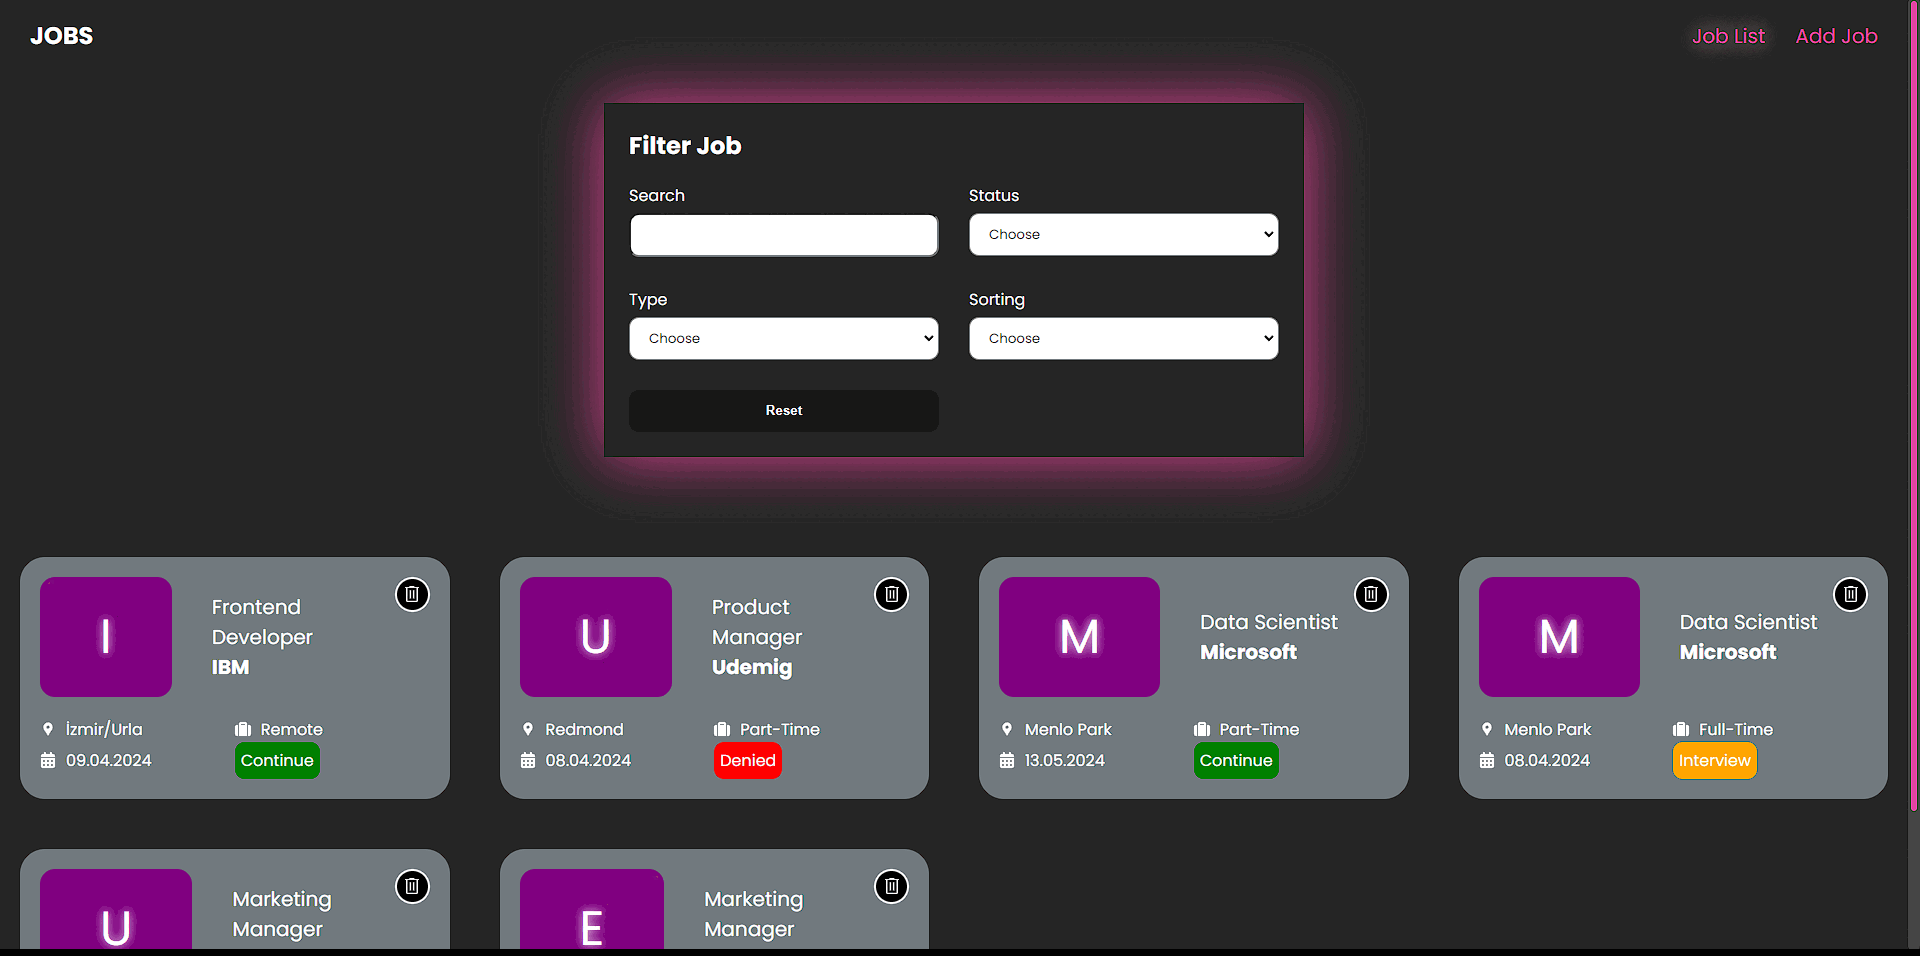 JOBS
Job List
Add Job
Filter Job
Search
Status
Choose
Type
Sorting
Choose
Choose
Reset
I
Frontend
Developer
IBM
İzmir/Urla
Remote
09.04.2024
Continue
U
Product
Manager
Udemig
Redmond
Part-Time
08.04.2024
Denied
M
Data Scientist
Microsoft
Menlo Park
Part-Time
13.05.2024
Continue
M
Data Scientist
Microsoft
Menlo Park
Full-Time
08.04.2024
Interview
U
Marketing
Manager
E
Marketing
Manager